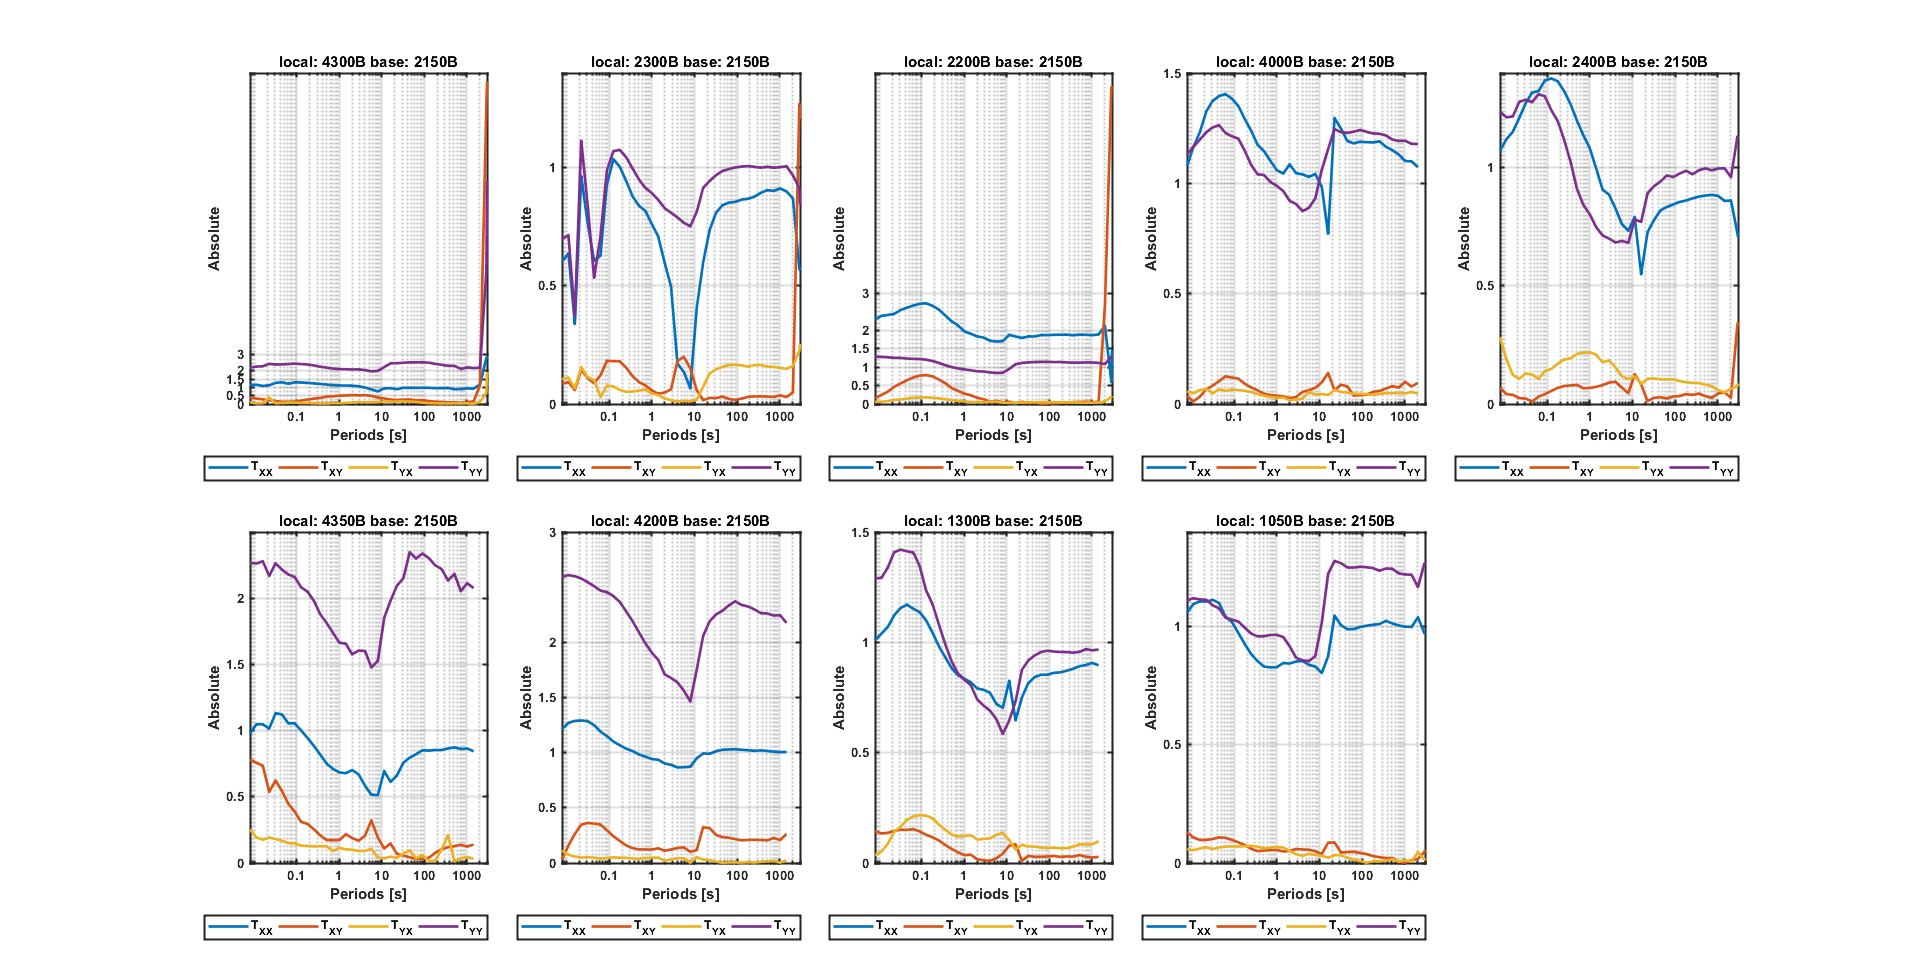 local: 4300B base: 2150B
local: 2300B base: 2150B
local: 2200B base: 2150B
local: 4000B base: 2150B
local: 2400B base: 2150B
Absolute
3
2
1.5
1
0.5
0
0.1 1 10 100 1000
Periods [s]
T_XX T_XY T_YX T_YY
Absolute
1
0.5
0
0.1 1 10 100 1000
Periods [s]
T_XX T_XY T_YX T_YY
Absolute
3
2
1.5
1
0.5
0
0.1 1 10 100 1000
Periods [s]
T_XX T_XY T_YX T_YY
Absolute
1.5
1
0.5
0
0.1 1 10 100 1000
Periods [s]
T_XX T_XY T_YX T_YY
Absolute
1
0.5
0
0.1 1 10 100 1000
Periods [s]
T_XX T_XY T_YX T_YY
local: 4350B base: 2150B
local: 4200B base: 2150B
local: 1300B base: 2150B
local: 1050B base: 2150B
Absolute
2
1.5
1
0.5
0
0.1 1 10 100 1000
Periods [s]
T_XX T_XY T_YX T_YY
Absolute
3
2
1.5
1
0.5
0
0.1 1 10 100 1000
Periods [s]
T_XX T_XY T_YX T_YY
Absolute
1.5
1
0.5
0
0.1 1 10 100 1000
Periods [s]
T_XX T_XY T_YX T_YY
Absolute
1
0.5
0
0.1 1 10 100 1000
Periods [s]
T_XX T_XY T_YX T_YY